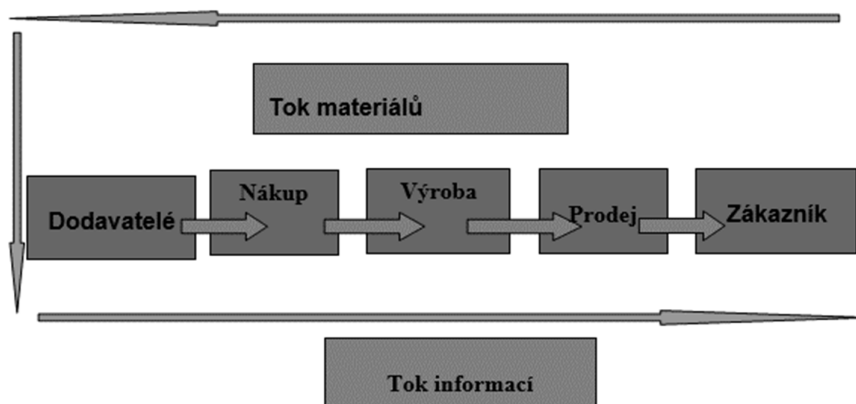 Tok materiálů
Dodavatelé
Nákup
Výroba
Prodej
Zákazník
Tok informací